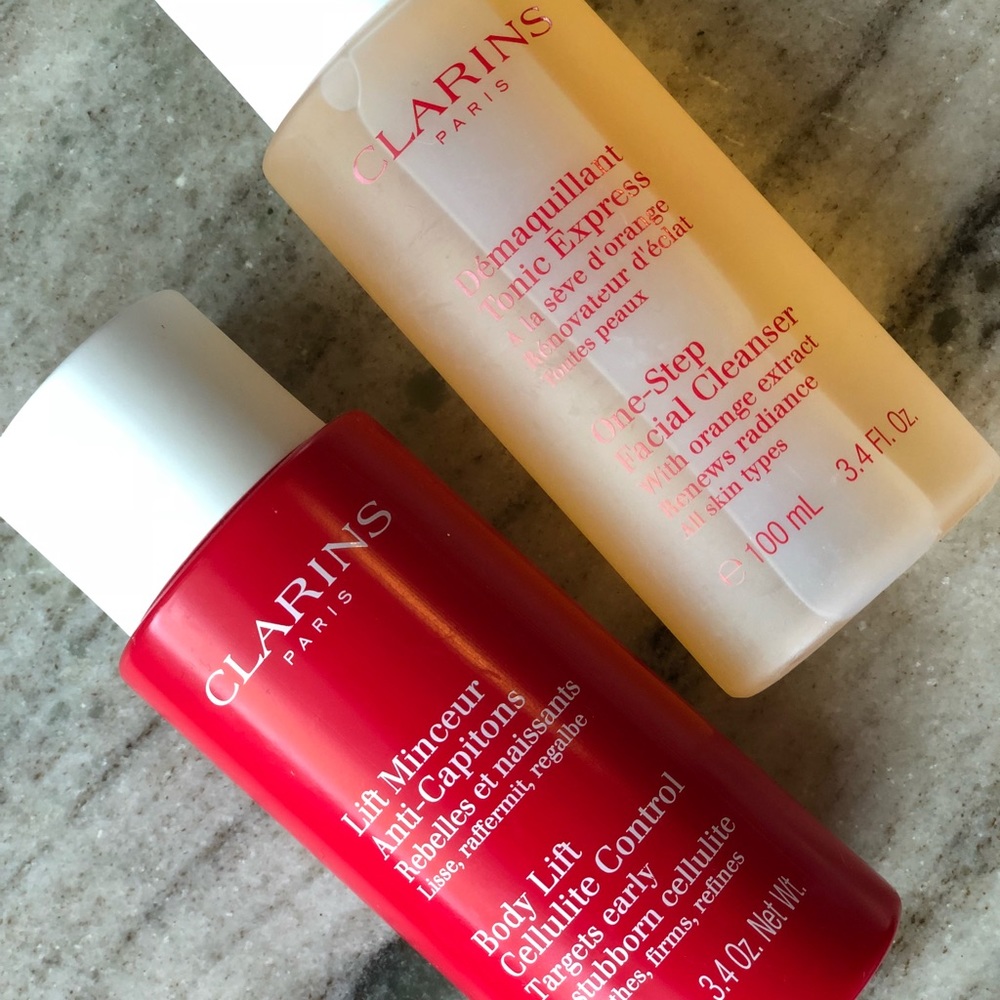 CLARINS
PARIS
Démaquillant
Tonic Express
A la sève d'orange
Rénovateur d'éclat
Toutes peaux
One-Step
Facial Cleanser
With orange extract
Renews radiance
All skin types
℮ 100 mL 3.4 Fl. Oz.
CLARINS
PARIS
Lift Minceur
Anti-Capitons
Rebelles et naissants
Lisse, raffermit, regalbe
Body Lift
Cellulite Control
Targets early
stubborn cellulite
firms, refines
3.4 Oz. Net Wt.